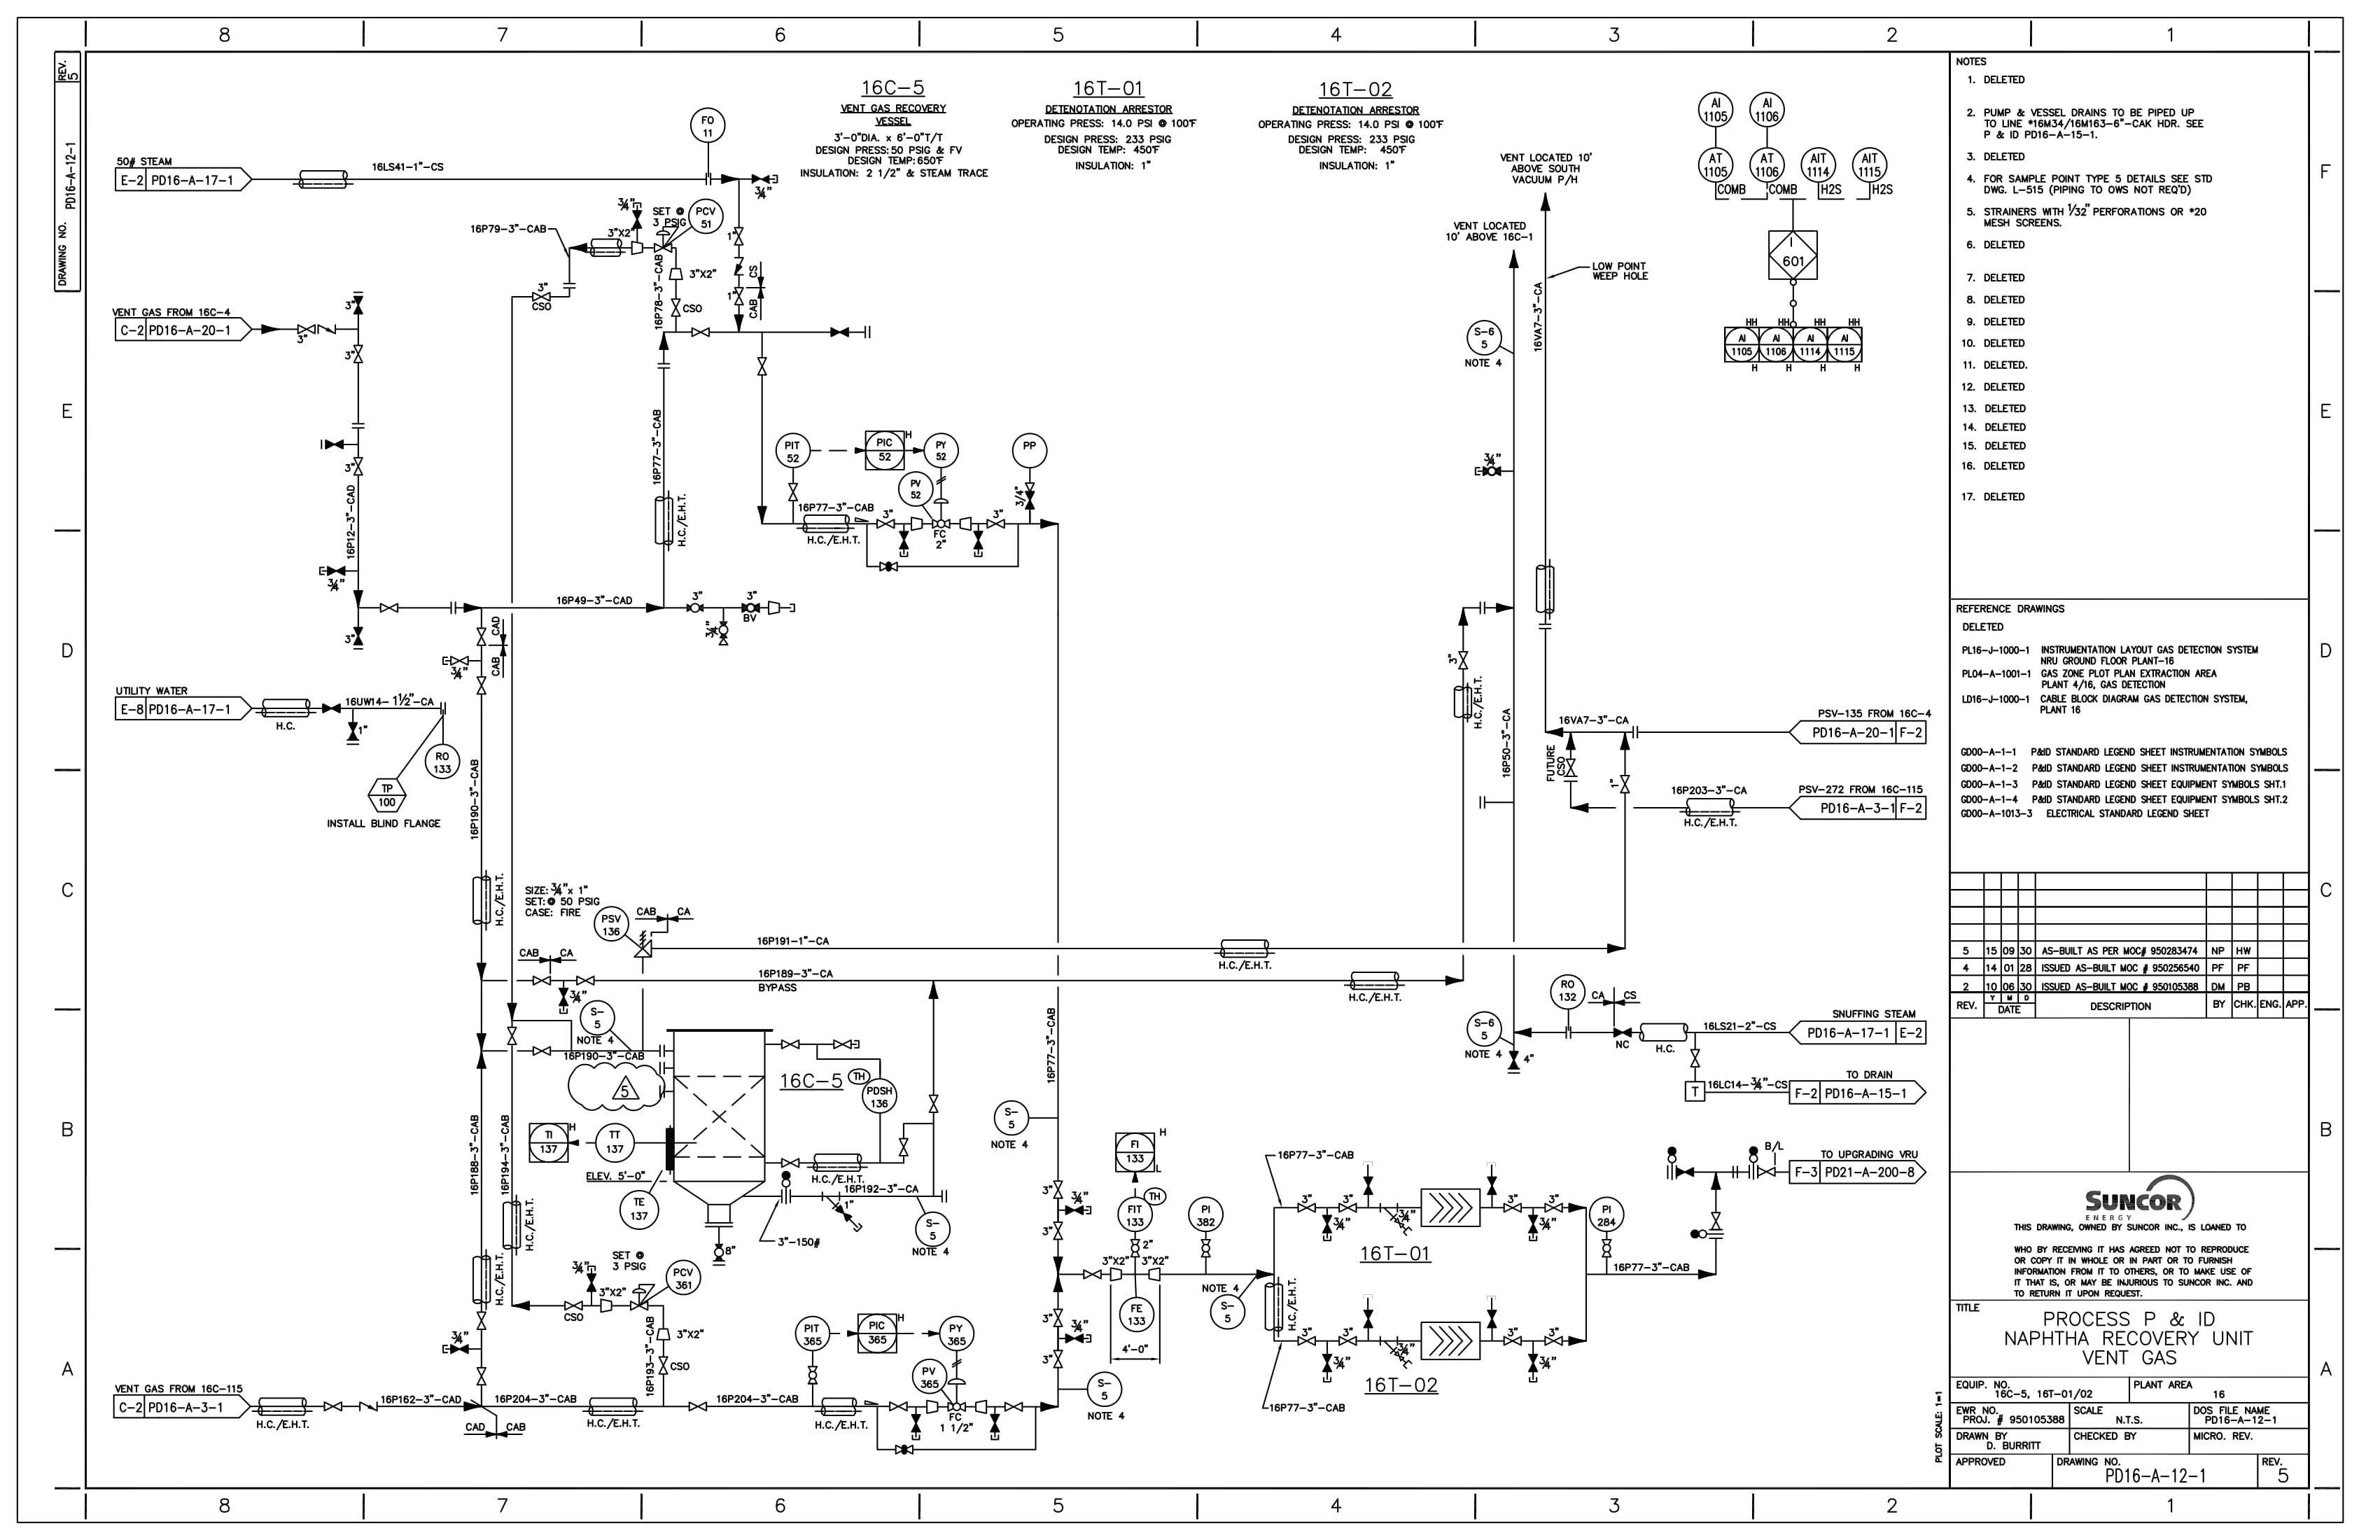 8 7 6 5 4 3 2 1
REV. 5
DRAWING NO. PD16-A-12-1
F
E
D
C
B
A
16C-5
VENT GAS RECOVERY
VESSEL
3'-0"DIA. x 6'-0"T/T
DESIGN PRESS: 50 PSIG & FV
DESIGN TEMP: 650°F
INSULATION: 2 1/2" & STEAM TRACE
16T-01
DETENOTATION ARRESTOR
OPERATING PRESS: 14.0 PSI @ 100°F
DESIGN PRESS: 233 PSIG
DESIGN TEMP: 450°F
INSULATION: 1"
16T-02
DETENOTATION ARRESTOR
OPERATING PRESS: 14.0 PSI @ 100°F
DESIGN PRESS: 233 PSIG
DESIGN TEMP: 450°F
INSULATION: 1"
50# STEAM
E-2 PD16-A-17-1
16LS41-1"-CS
FO
11
3/4"
3/4"
SET @
3 PSIG
PCV
51
16P79-3"-CAB
3"X2"
3"X2"
1"
1"
CS
CAB
3"
CSO
CSO
16P78-3"-CAB
VENT GAS FROM 16C-4
C-2 PD16-A-20-1
3"
3"
3"
3"
3/4"
3"
16P12-3"-CAD
16P49-3"-CAD
16P77-3"-CAB
H.C./E.H.T.
3"
3"
BV
3/4"
CAD
CAB
3/4"
PIT
52
PIC
52
H
PY
52
PV
52
PP
3/4"
16P77-3"-CAB
H.C./E.H.T.
3"
3"
FC
2"
UTILITY WATER
E-8 PD16-A-17-1
H.C.
16UW14- 1½"-CA
1"
RO
133
TP
100
INSTALL BLIND FLANGE
16P190-3"-CAB
H.C./E.H.T.
VENT LOCATED 10'
ABOVE SOUTH
VACUUM P/H
VENT LOCATED
10' ABOVE 16C-1
LOW POINT
WEEP HOLE
16VA7-3"-CA
S-6
5
NOTE 4
3/4"
AI
1105
AI
1106
AT
1105
AT
1106
AIT
1114
AIT
1115
COMB
COMB
H2S
H2S
I
601
HH HH HH HH
AI
1105
AI
1106
AI
1114
AI
1115
H H H H
3"
H.C./E.H.T.
16P50-3"-CA
16VA7-3"-CA
PSV-135 FROM 16C-4
PD16-A-20-1 F-2
FUTURE
CSO
1"
16P203-3"-CA
H.C./E.H.T.
PSV-272 FROM 16C-115
PD16-A-3-1 F-2
SIZE: 3/4" x 1"
SET: @ 50 PSIG
CASE: FIRE
PSV
136
CAB CA
16P191-1"-CA
H.C./E.H.T.
CAB CA
3/4"
16P189-3"-CA
BYPASS
H.C./E.H.T.
S-
5
NOTE 4
16P190-3"-CAB
5
16C-5
TH
PDSH
136
TI
137
H
TT
137
ELEV. 5'-0"
TE
137
H.C./E.H.T.
16P192-3"-CA
1"
3"-150#
8"
S-
5
NOTE 4
16P188-3"-CAB
16P194-3"-CAB
H.C./E.H.T.
H.C./E.H.T.
3/4"
SET @
3 PSIG
3/4"
3"X2"
PCV
361
CSO
3"X2"
CSO
16P193-3"-CAB
VENT GAS FROM 16C-115
C-2 PD16-A-3-1
H.C./E.H.T.
16P162-3"-CAD
CAD CAB
16P204-3"-CAB
H.C./E.H.T.
16P204-3"-CAB
H.C./E.H.T.
PIT
365
PIC
365
H
PY
365
PV
365
FC
1 1/2"
16P77-3"-CAB
S-
5
NOTE 4
3"
3/4"
3"
3"
3/4"
3"
S-
5
NOTE 4
FI
133
H
L
FIT
133
TH
2"
3"X2"
3"X2"
FE
133
4'-0"
PI
382
NOTE 4
S-
5
H.C./E.H.T.
16P77-3"-CAB
3" 3"
3/4"
3/4"
3" 3"
3/4"
16T-01
3" 3"
3/4"
3/4"
3" 3"
3/4"
16T-02
16P77-3"-CAB
PI
284
16P77-3"-CAB
B/L
TO UPGRADING VRU
F-3 PD21-A-200-8
S-6
5
NOTE 4
4"
RO
132
CA CS
NC
H.C.
16LS21-2"-CS
SNUFFING STEAM
PD16-A-17-1 E-2
T
16LC14-3/4"-CS
TO DRAIN
F-2 PD16-A-15-1
PLOT SCALE: 1=1
NOTES
1. DELETED
2. PUMP & VESSEL DRAINS TO BE PIPED UP
TO LINE *16M34/16M163-6"-CAK HDR. SEE
P & ID PD16-A-15-1.
3. DELETED
4. FOR SAMPLE POINT TYPE 5 DETAILS SEE STD
DWG. L-515 (PIPING TO OWS NOT REQ'D)
5. STRAINERS WITH 1/32" PERFORATIONS OR *20
MESH SCREENS.
6. DELETED
7. DELETED
8. DELETED
9. DELETED
10. DELETED
11. DELETED.
12. DELETED
13. DELETED
14. DELETED
15. DELETED
16. DELETED
17. DELETED
REFERENCE DRAWINGS
DELETED
PL16-J-1000-1 INSTRUMENTATION LAYOUT GAS DETECTION SYSTEM
NRU GROUND FLOOR PLANT-16
PL04-A-1001-1 GAS ZONE PLOT PLAN EXTRACTION AREA
PLANT 4/16, GAS DETECTION
LD16-J-1000-1 CABLE BLOCK DIAGRAM GAS DETECTION SYSTEM,
PLANT 16
GD00-A-1-1 P&ID STANDARD LEGEND SHEET INSTRUMENTATION SYMBOLS
GD00-A-1-2 P&ID STANDARD LEGEND SHEET INSTRUMENTATION SYMBOLS
GD00-A-1-3 P&ID STANDARD LEGEND SHEET EQUIPMENT SYMBOLS SHT.1
GD00-A-1-4 P&ID STANDARD LEGEND SHEET EQUIPMENT SYMBOLS SHT.2
GD00-A-1013-3 ELECTRICAL STANDARD LEGEND SHEET
5 15 09 30 AS-BUILT AS PER MOC# 950283474 NP HW
4 14 01 28 ISSUED AS-BUILT MOC # 950256540 PF PF
2 10 06 30 ISSUED AS-BUILT MOC # 950105388 DM PB
REV. Y M D DATE DESCRIPTION BY CHK. ENG. APP.
SUNCOR
ENERGY
THIS DRAWING, OWNED BY SUNCOR INC., IS LOANED TO
WHO BY RECEIVING IT HAS AGREED NOT TO REPRODUCE
OR COPY IT IN WHOLE OR IN PART OR TO FURNISH
INFORMATION FROM IT TO OTHERS, OR TO MAKE USE OF
IT THAT IS, OR MAY BE INJURIOUS TO SUNCOR INC. AND
TO RETURN IT UPON REQUEST.
TITLE
PROCESS P & ID
NAPHTHA RECOVERY UNIT
VENT GAS
EQUIP. NO. 16C-5, 16T-01/02
PLANT AREA 16
EWR NO. PROJ. # 950105388
SCALE N.T.S.
DOS FILE NAME PD16-A-12-1
DRAWN BY D. BURRITT
CHECKED BY
MICRO. REV.
APPROVED
DRAWING NO. PD16-A-12-1
REV. 5
8 7 6 5 4 3 2 1